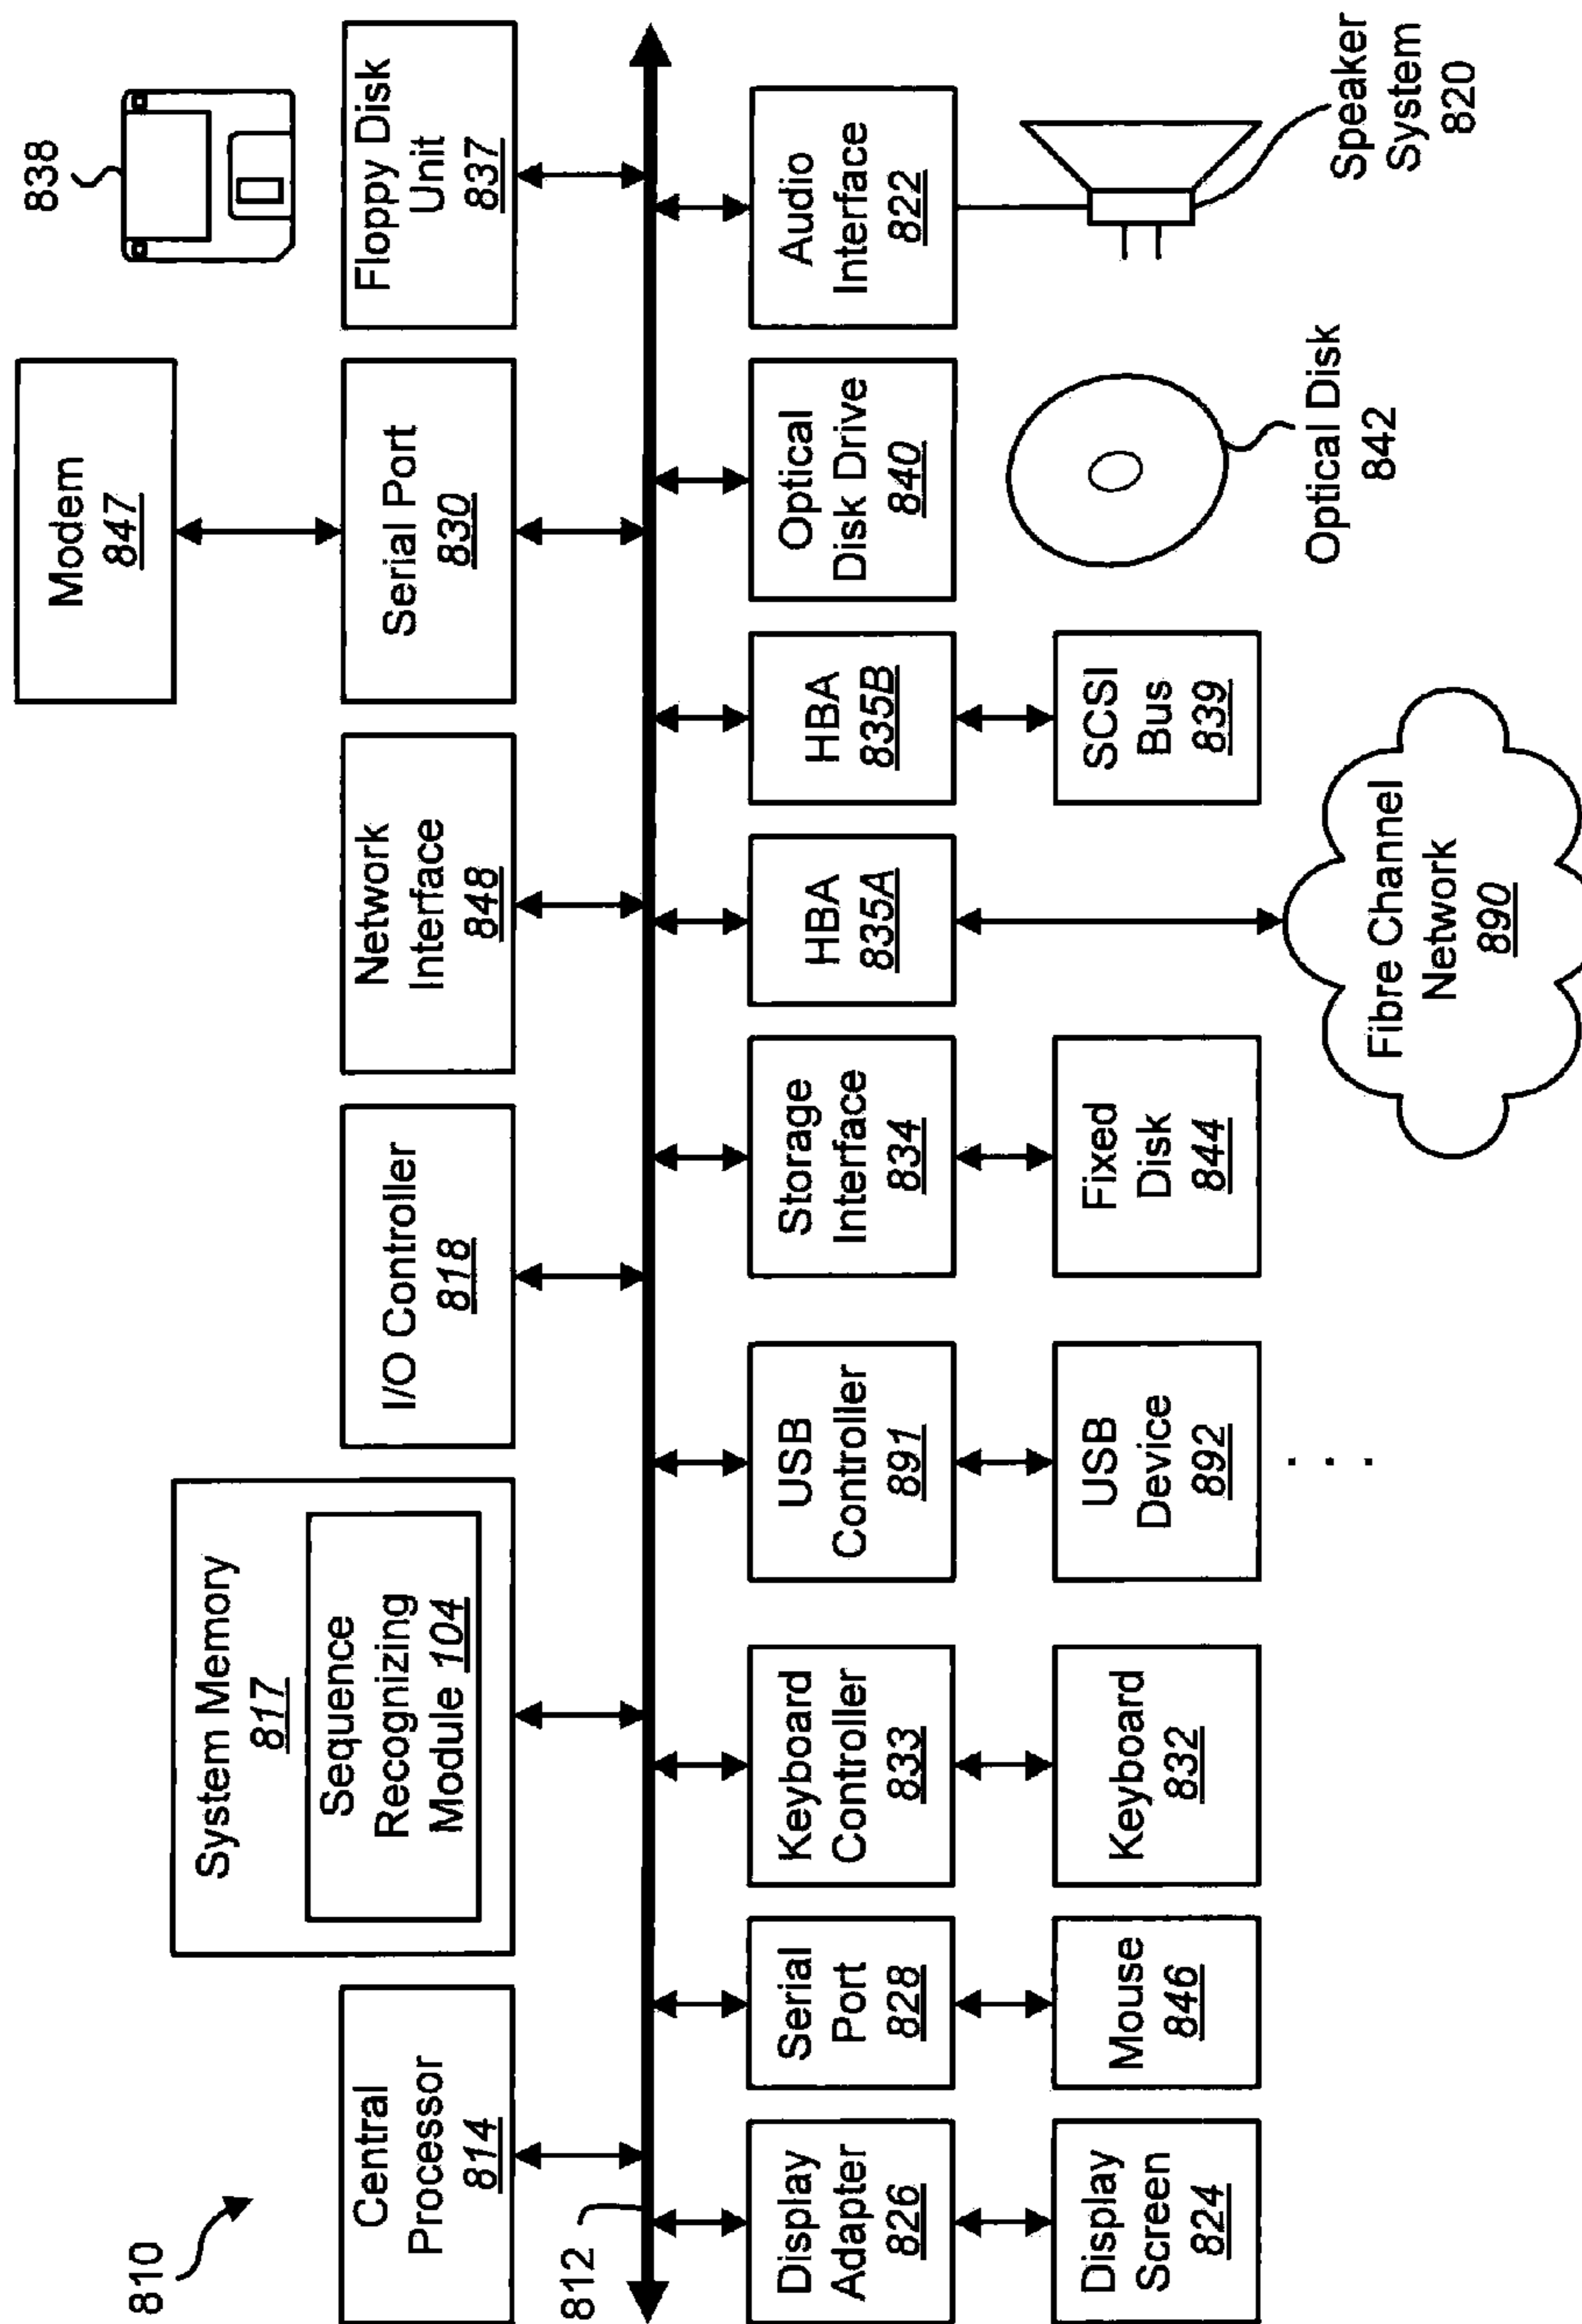 810
838
Modem
847
System Memory
817
Sequence
Recognizing
Module 104
Central
Processor
814
I/O Controller
818
Network
Interface
848
Serial Port
830
Floppy Disk
Unit
837
812
Display
Adapter
826
Serial
Port
828
Keyboard
Controller
833
USB
Controller
891
Storage
Interface
834
HBA
835A
HBA
835B
Optical
Disk Drive
840
Audio
Interface
822
Display
Screen
824
Mouse
846
Keyboard
832
USB
Device
892
. . .
Fixed
Disk
844
SCSI
Bus
839
Fibre Channel
Network
890
Optical Disk
842
Speaker
System
820